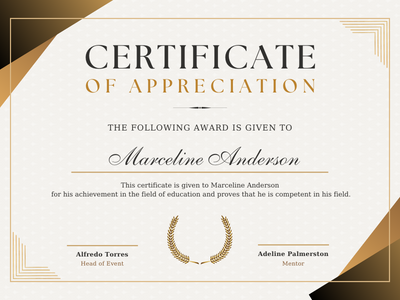 CERTIFICATE
OF APPRECIATION
THE FOLLOWING AWARD IS GIVEN TO
Marceline Anderson
This certificate is given to Marceline Anderson
for his achievement in the field of education and proves that he is competent in his field.
Alfredo Torres
Head of Event
Adeline Palmerston
Mentor